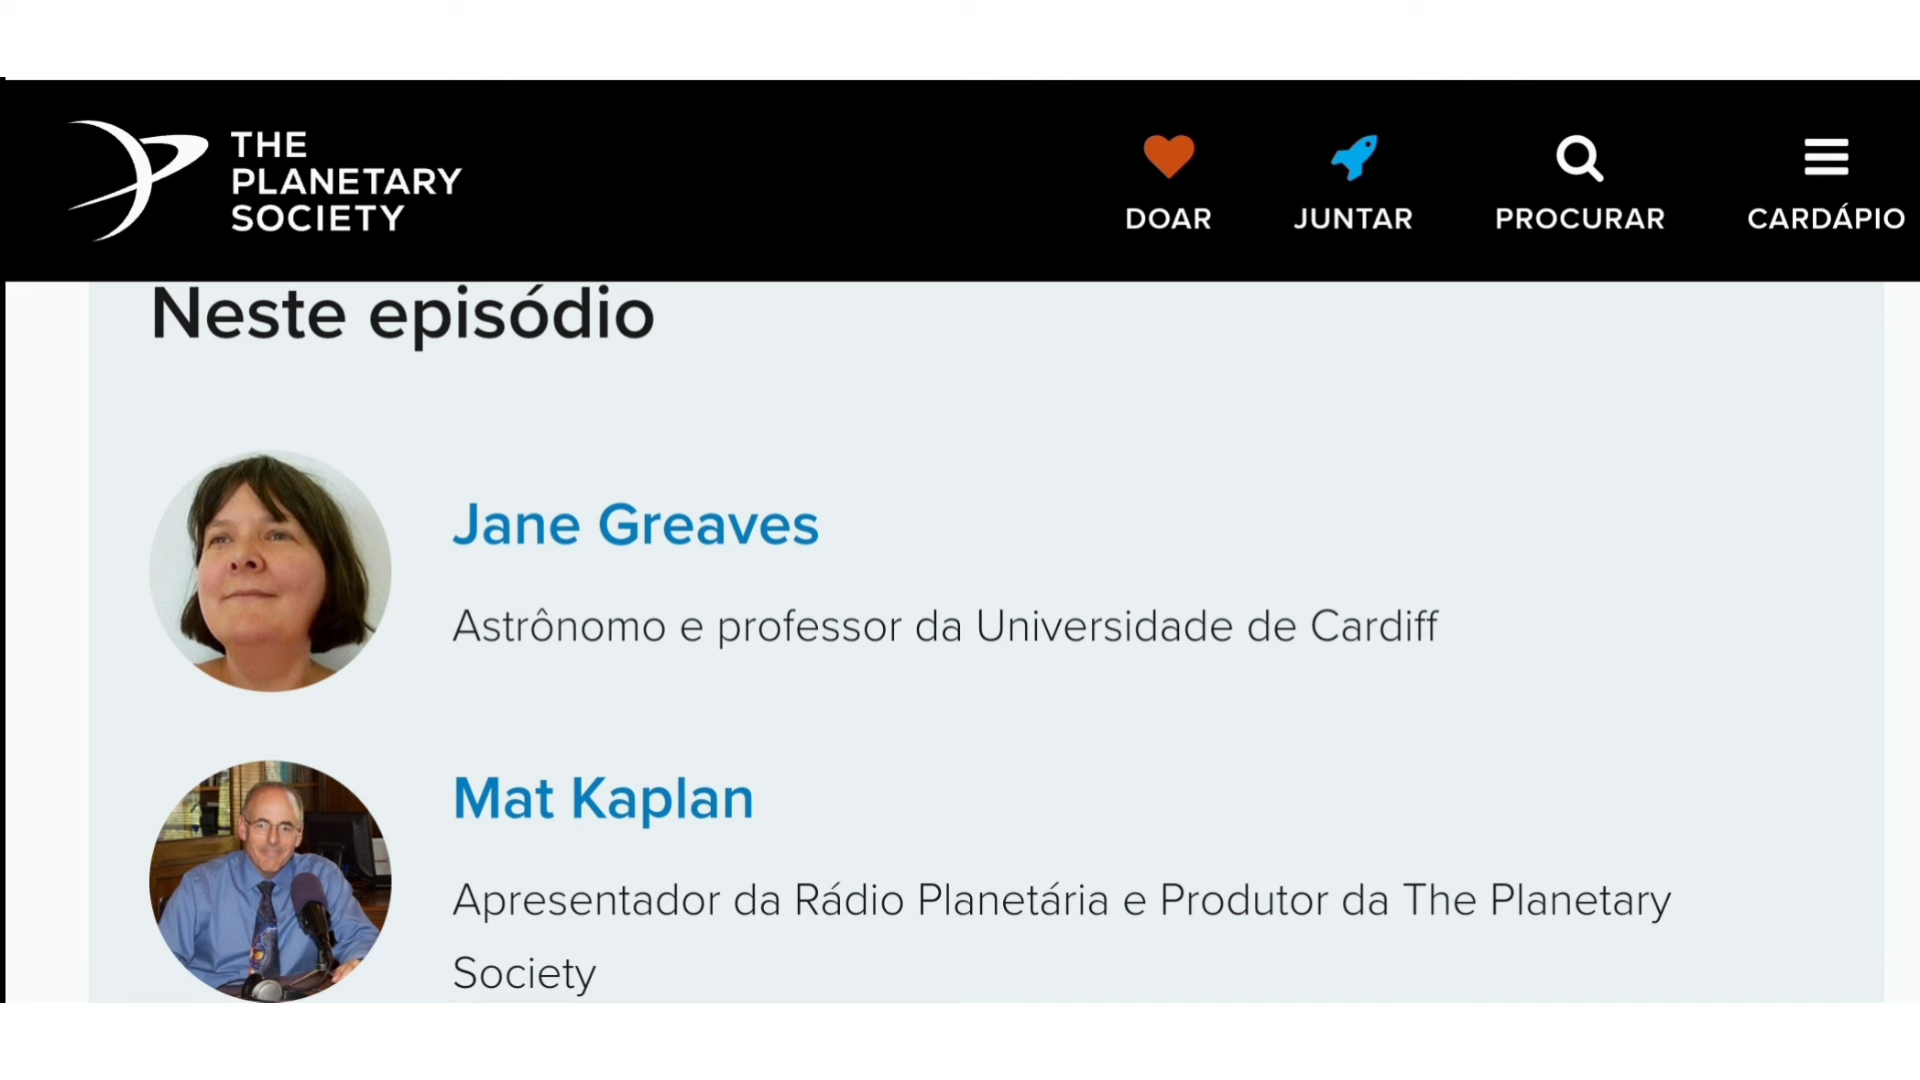 THE
PLANETARY
SOCIETY
DOAR
JUNTAR
PROCURAR
CARDÁPIO
Neste episódio
Jane Greaves
Astrônomo e professor da Universidade de Cardiff
Mat Kaplan
Apresentador da Rádio Planetária e Produtor da The Planetary
Society